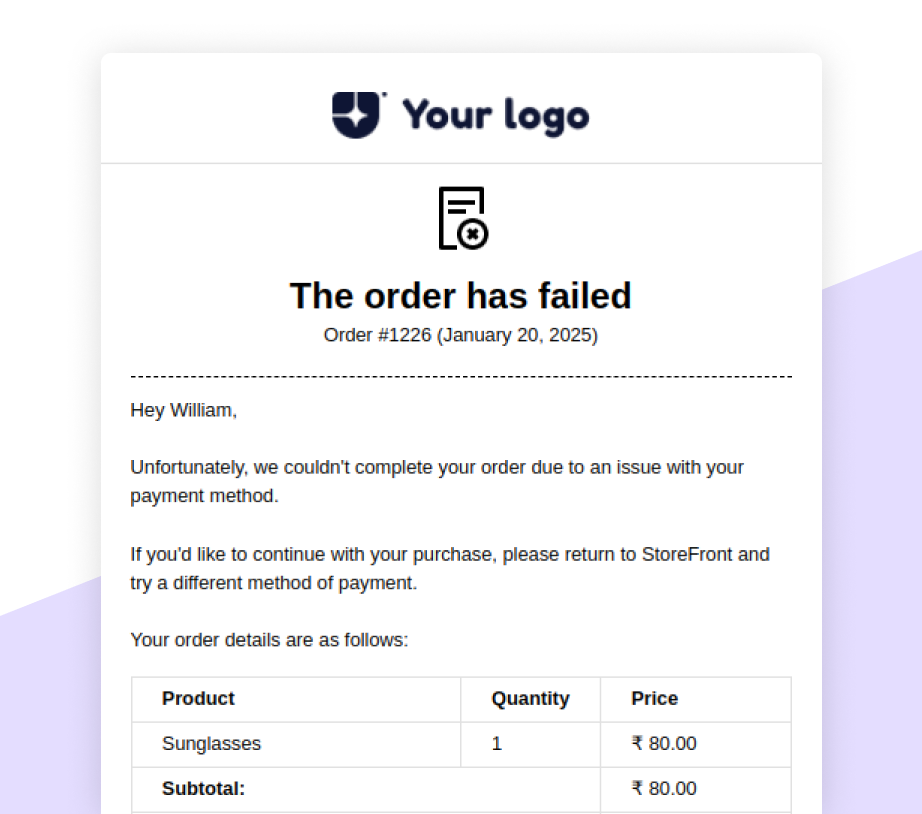 Your logo
The order has failed
Order #1226 (January 20, 2025)
Hey William,
Unfortunately, we couldn't complete your order due to an issue with your
payment method.
If you'd like to continue with your purchase, please return to StoreFront and
try a different method of payment.
Your order details are as follows:
Product Quantity Price
Sunglasses 1 ₹ 80.00
Subtotal: ₹ 80.00